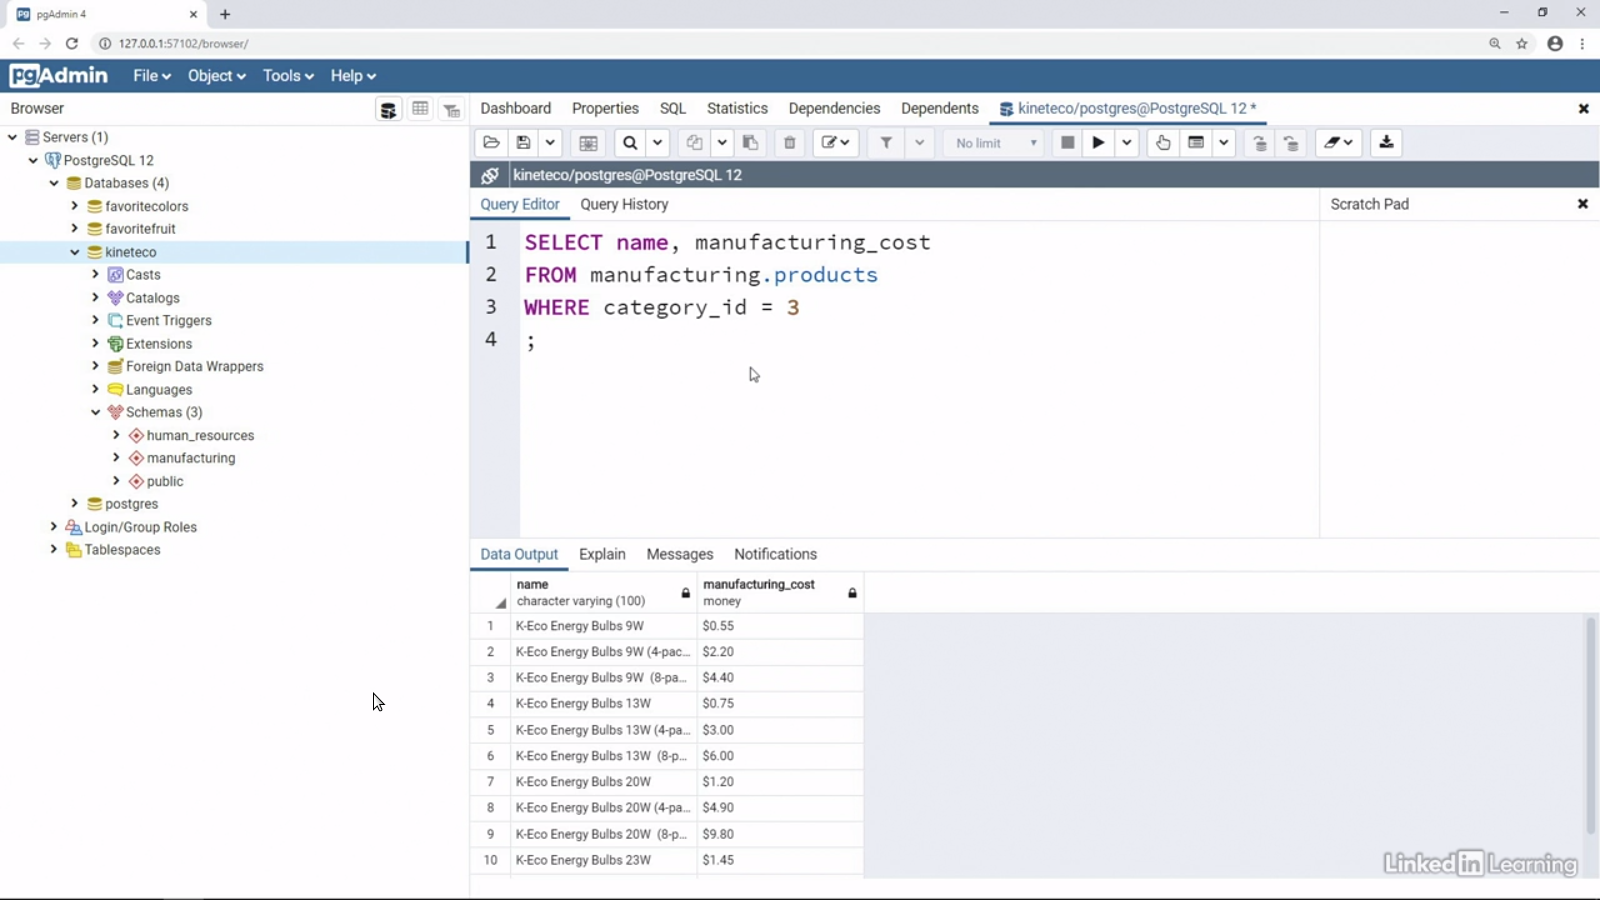 pgAdmin 4
127.0.0.1:57102/browser/
pgAdmin File Object Tools Help
Browser
Dashboard Properties SQL Statistics Dependencies Dependents kineteco/postgres@PostgreSQL 12 *
Servers (1)
PostgreSQL 12
Databases (4)
favoritecolors
favoritefruit
kineteco
Casts
Catalogs
Event Triggers
Extensions
Foreign Data Wrappers
Languages
Schemas (3)
human_resources
manufacturing
public
postgres
Login/Group Roles
Tablespaces
No limit
kineteco/postgres@PostgreSQL 12
Query Editor Query History
Scratch Pad
1 SELECT name, manufacturing_cost
2 FROM manufacturing.products
3 WHERE category_id = 3
4 ;
Data Output Explain Messages Notifications
name manufacturing_cost
character varying (100) money
1 K-Eco Energy Bulbs 9W $0.55
2 K-Eco Energy Bulbs 9W (4-pac... $2.20
3 K-Eco Energy Bulbs 9W (8-pa... $4.40
4 K-Eco Energy Bulbs 13W $0.75
5 K-Eco Energy Bulbs 13W (4-pa... $3.00
6 K-Eco Energy Bulbs 13W (8-p... $6.00
7 K-Eco Energy Bulbs 20W $1.20
8 K-Eco Energy Bulbs 20W (4-pa... $4.90
9 K-Eco Energy Bulbs 20W (8-p... $9.80
10 K-Eco Energy Bulbs 23W $1.45
LinkedIn Learning